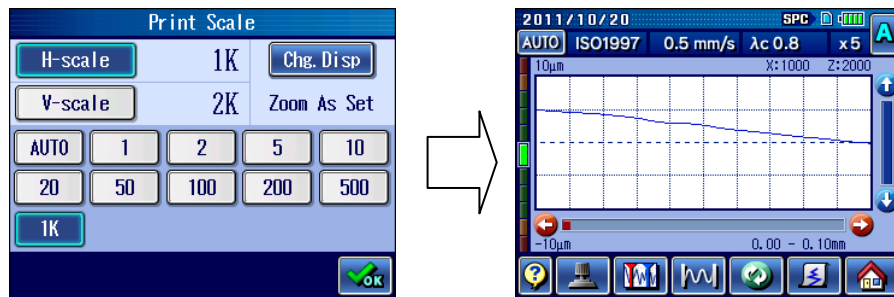 Print Scale
H-scale 1K Chg. Disp
V-scale 2K Zoom As Set
AUTO 1 2 5 10
20 50 100 200 500
1K
OK
2011/10/20 SPC
AUTO ISO1997 0.5 mm/s λc 0.8 x 5 A
10μm X:1000 Z:2000
-10μm 0.00 - 0.10mm
?